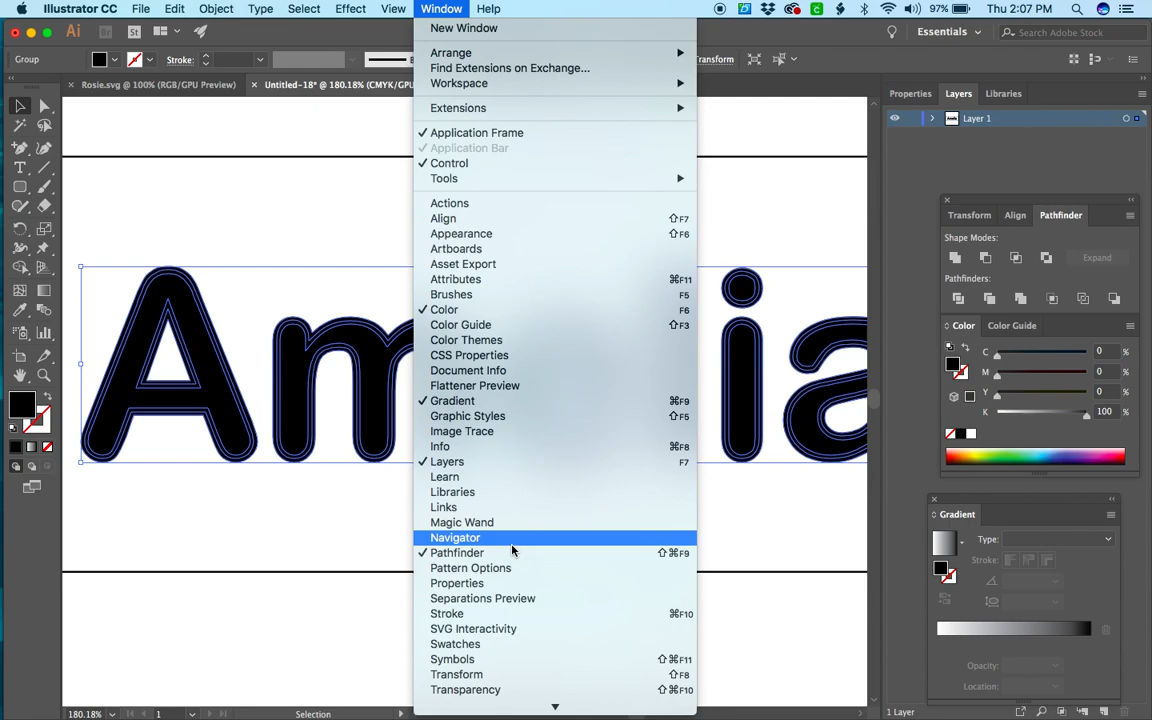 Illustrator CC File Edit Object Type Select Effect View Window Help 97% Thu 2:07 PM
Ai Br St Essentials Search Adobe Stock
Group Stroke: Transform
× Rosie.svg @ 100% (RGB/GPU Preview) × Untitled-18* @ 180.18% (CMYK/GPU
New Window
Arrange
Find Extensions on Exchange...
Workspace
Extensions
✓ Application Frame
✓ Application Bar
✓ Control
Tools
Actions
Align ⇧F7
Appearance ⇧F6
Artboards
Asset Export
Attributes ⌘F11
Brushes F5
✓ Color F6
Color Guide ⇧F3
Color Themes
CSS Properties
Document Info
Flattener Preview
✓ Gradient ⌘F9
Graphic Styles ⇧F5
Image Trace
Info ⌘F8
✓ Layers F7
Learn
Libraries
Links
Magic Wand
Navigator
✓ Pathfinder ⇧⌘F9
Pattern Options
Properties
Separations Preview
Stroke ⌘F10
SVG Interactivity
Swatches
Symbols ⇧⌘F11
Transform ⇧F8
Transparency ⇧⌘F10
Am ia
Properties Layers Libraries
Layer 1
Transform Align Pathfinder
Shape Modes:
Expand
Pathfinders:
Color Color Guide
C 0 %
M 0 %
Y 0 %
K 100 %
Gradient
Type:
Stroke:
Opacity:
Location:
180.18% 1 Selection
1 Layer